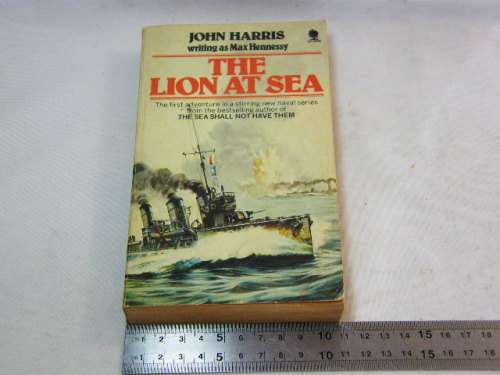 JOHN HARRIS
writing as Max Hennessy
THE
LION AT SEA
The first adventure in a stirring new naval series
from the bestselling author of
THE SEA SHALL NOT HAVE THEM
1 2 3 4 5 6 7 8 9 10 11 12 13 14 15 16 17
1 2 3 4 5 6 7 8 9 10 11 12 13 14 15 16 17 18